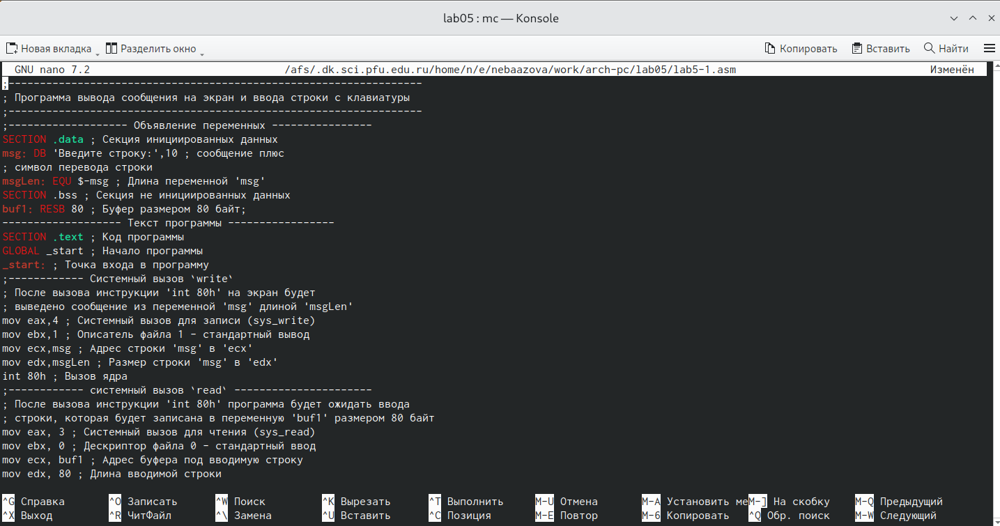 lab05 : mc — Konsole
Новая вкладка Разделить окно Копировать Вставить Найти
GNU nano 7.2 /afs/.dk.sci.pfu.edu.ru/home/n/e/nebaazova/work/arch-pc/lab05/lab5-1.asm Изменён
;------------------------------------------------------------------
; Программа вывода сообщения на экран и ввода строки с клавиатуры
;------------------------------------------------------------------
;------------------- Объявление переменных ----------------
SECTION .data ; Секция инициированных данных
msg: DB 'Введите строку:',10 ; сообщение плюс
; символ перевода строки
msgLen: EQU $-msg ; Длина переменной 'msg'
SECTION .bss ; Секция не инициированных данных
buf1: RESB 80 ; Буфер размером 80 байт;
------------------- Текст программы -----------------
SECTION .text ; Код программы
GLOBAL _start ; Начало программы
_start: ; Точка входа в программу
;------------ Системный вызов `write`
; После вызова инструкции 'int 80h' на экран будет
; выведено сообщение из переменной 'msg' длиной 'msgLen'
mov eax,4 ; Системный вызов для записи (sys_write)
mov ebx,1 ; Описатель файла 1 - стандартный вывод
mov ecx,msg ; Адрес строки 'msg' в 'ecx'
mov edx,msgLen ; Размер строки 'msg' в 'edx'
int 80h ; Вызов ядра
;------------ системный вызов `read` ----------------------
; После вызова инструкции 'int 80h' программа будет ожидать ввода
; строки, которая будет записана в переменную 'buf1' размером 80 байт
mov eax, 3 ; Системный вызов для чтения (sys_read)
mov ebx, 0 ; Дескриптор файла 0 - стандартный ввод
mov ecx, buf1 ; Адрес буфера под вводимую строку
mov edx, 80 ; Длина вводимой строки
^G Справка ^O Записать ^W Поиск ^K Вырезать ^T Выполнить M-U Отмена M-A Установить ме M-] На скобку M-Q Предыдущий
^X Выход ^R ЧитФайл ^\ Замена ^U Вставить ^C Позиция M-E Повтор M-6 Копировать ^Q Обр. поиск M-W Следующий